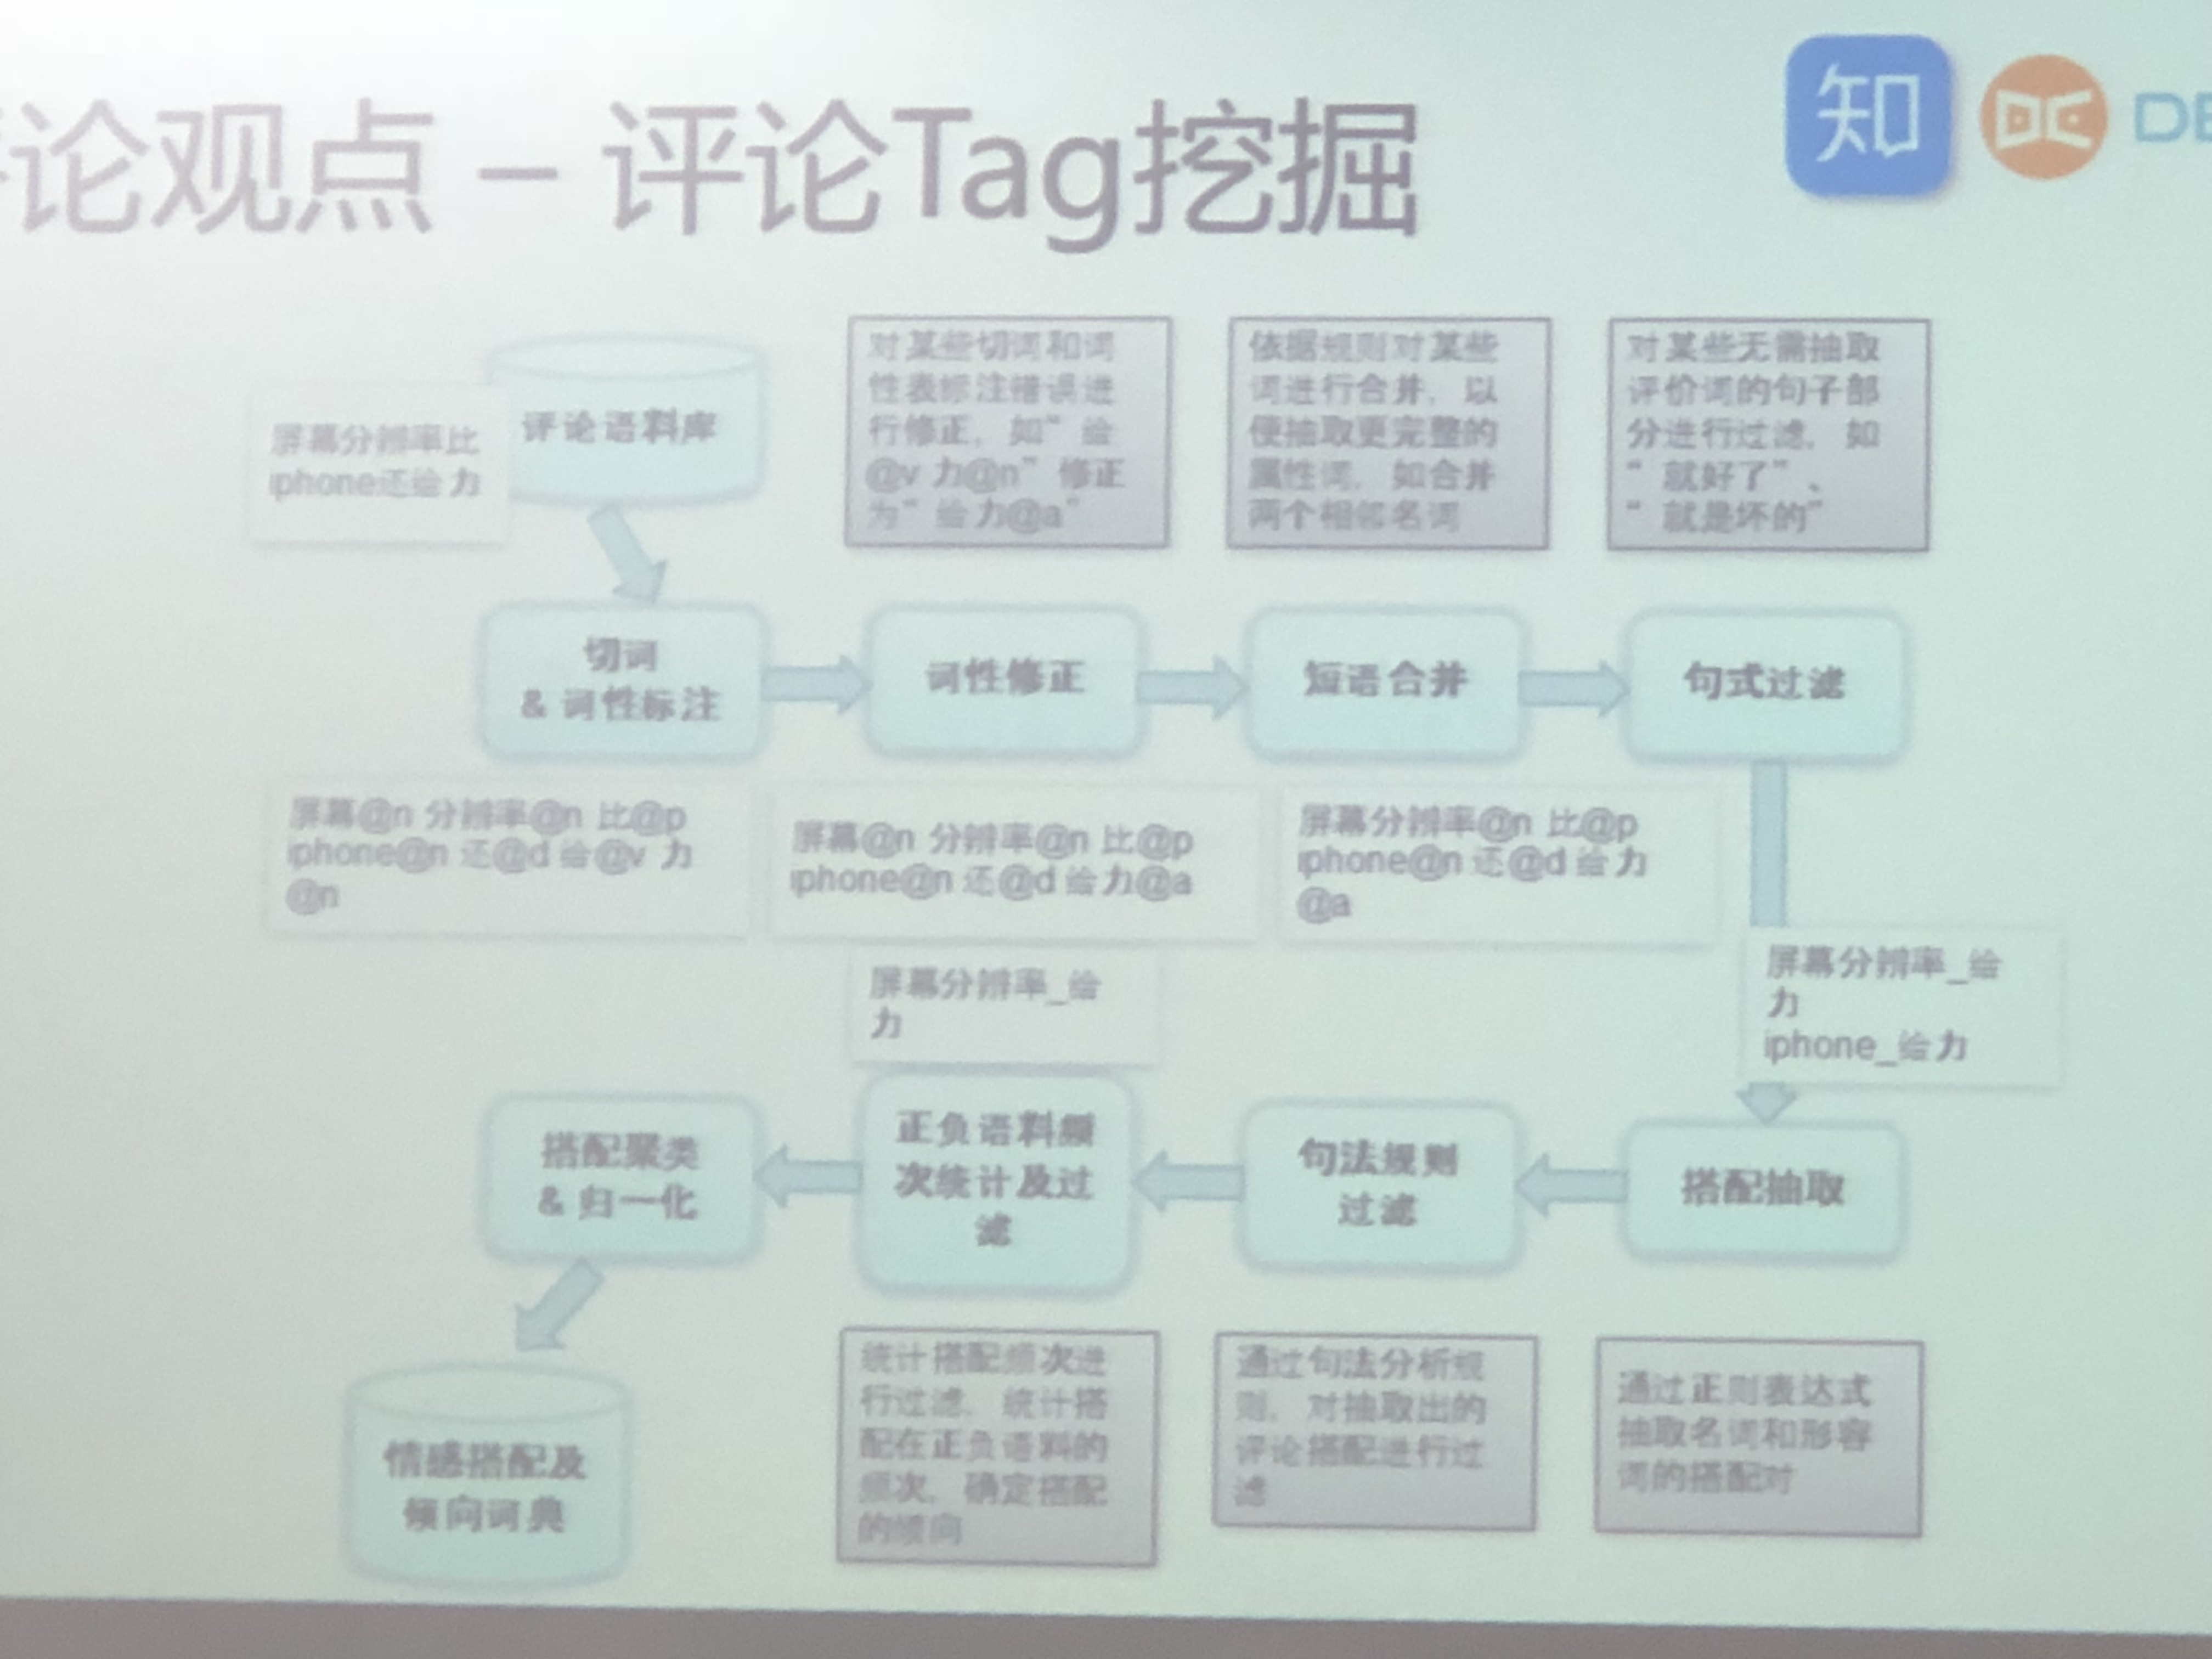 论观点 – 评论Tag挖掘
知
DE
评论语料库
屏幕分辨率比
iphone还给力
对某些切词和词
性表标注错误进
行修正，如“给
@v 力@n”修正
为“给力@a”
依据规则对某些
词进行合并，以
便抽取更完整的
属性词，如合并
两个相邻名词
对某些无需抽取
评价词的句子部
分进行过滤，如
“就好了”、
“就是坏的”
切词
& 词性标注
词性修正
短语合并
句式过滤
屏幕@n 分辨率@n 比@p
iphone@n 还@d 给@v 力
@n
屏幕@n 分辨率@n 比@p
iphone@n 还@d 给力@a
屏幕分辨率@n 比@p
iphone@n 还@d 给力
@a
屏幕分辨率_给
力
iphone_给力
屏幕分辨率_给
力
搭配聚类
& 归一化
正负语料频
次统计及过
滤
句法规则
过滤
搭配抽取
情感搭配及
倾向词典
统计搭配频次进
行过滤，统计搭
配在正负语料的
频次，确定搭配
的倾向
通过句法分析规
则，对抽取出的
评论搭配进行过
滤
通过正则表达式
抽取名词和形容
词的搭配对